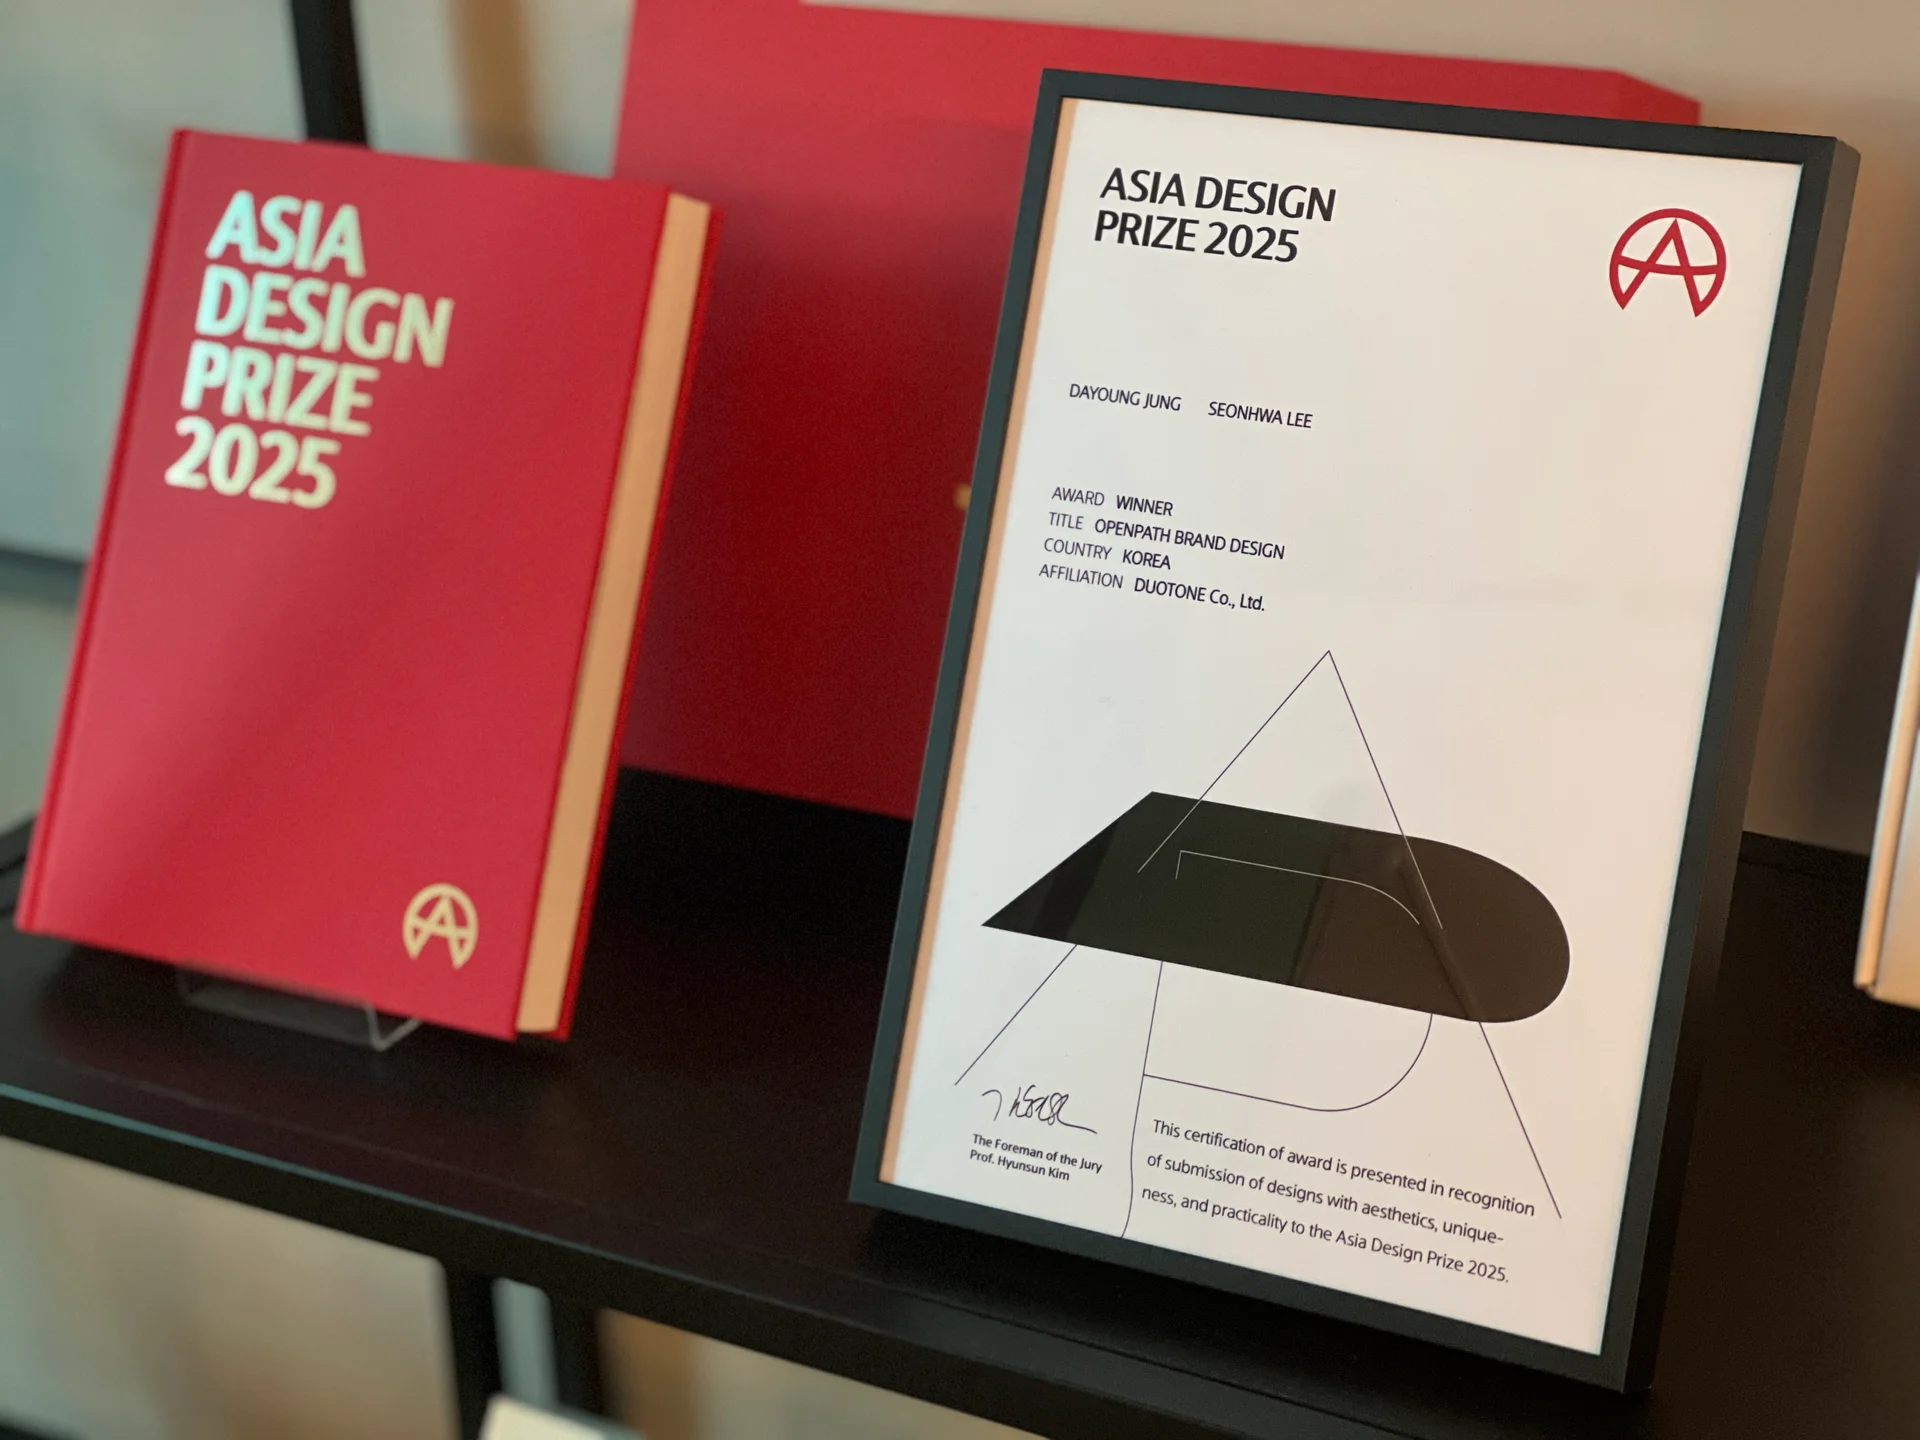 ASIA
DESIGN
PRIZE
2025
ASIA DESIGN
PRIZE 2025
DAYOUNG JUNG SEONHWA LEE
AWARD WINNER
TITLE OPENPATH BRAND DESIGN
COUNTRY KOREA
AFFILIATION DUOTONE Co., Ltd.
The Foreman of the Jury
Prof. Hyunsun Kim
This certification of award is presented in recognition
of submission of designs with aesthetics, unique-
ness, and practicality to the Asia Design Prize 2025.